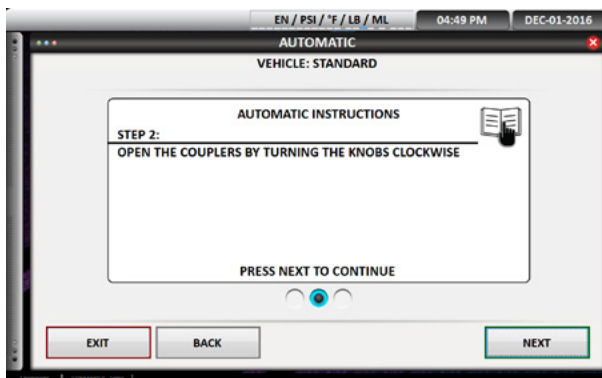 EN / PSI / °F / LB / ML 04:49 PM DEC-01-2016
AUTOMATIC
VEHICLE: STANDARD
AUTOMATIC INSTRUCTIONS
STEP 2:
OPEN THE COUPLERS BY TURNING THE KNOBS CLOCKWISE
PRESS NEXT TO CONTINUE
EXIT BACK NEXT